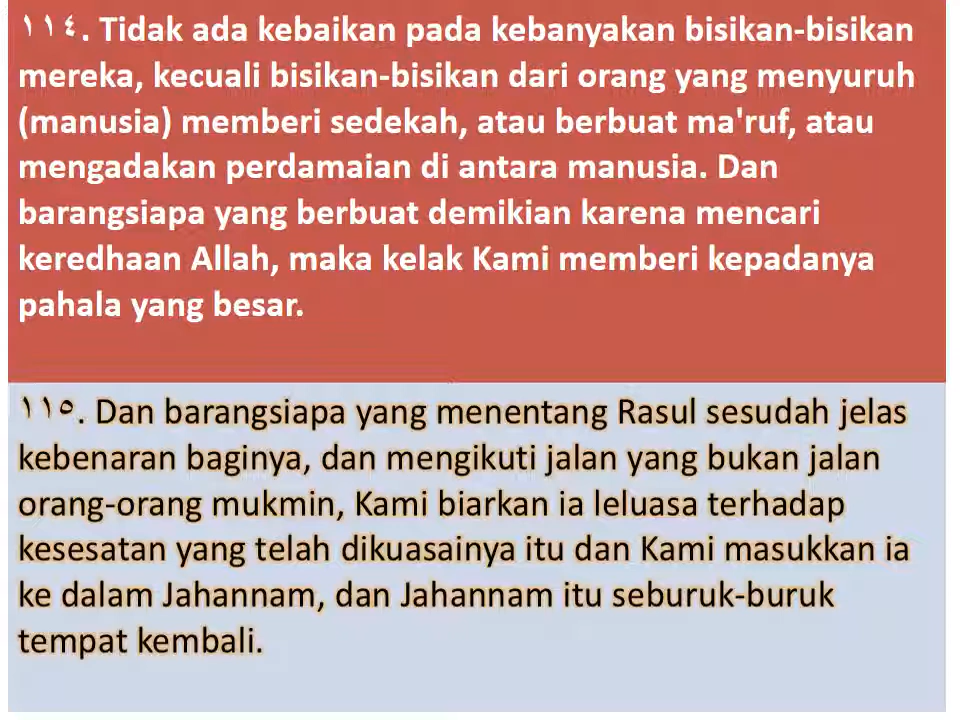 ١١٤. Tidak ada kebaikan pada kebanyakan bisikan-bisikan
mereka, kecuali bisikan-bisikan dari orang yang menyuruh
(manusia) memberi sedekah, atau berbuat ma'ruf, atau
mengadakan perdamaian di antara manusia. Dan
barangsiapa yang berbuat demikian karena mencari
keredhaan Allah, maka kelak Kami memberi kepadanya
pahala yang besar.
١١٥. Dan barangsiapa yang menentang Rasul sesudah jelas
kebenaran baginya, dan mengikuti jalan yang bukan jalan
orang-orang mukmin, Kami biarkan ia leluasa terhadap
kesesatan yang telah dikuasainya itu dan Kami masukkan ia
ke dalam Jahannam, dan Jahannam itu seburuk-buruk
tempat kembali.